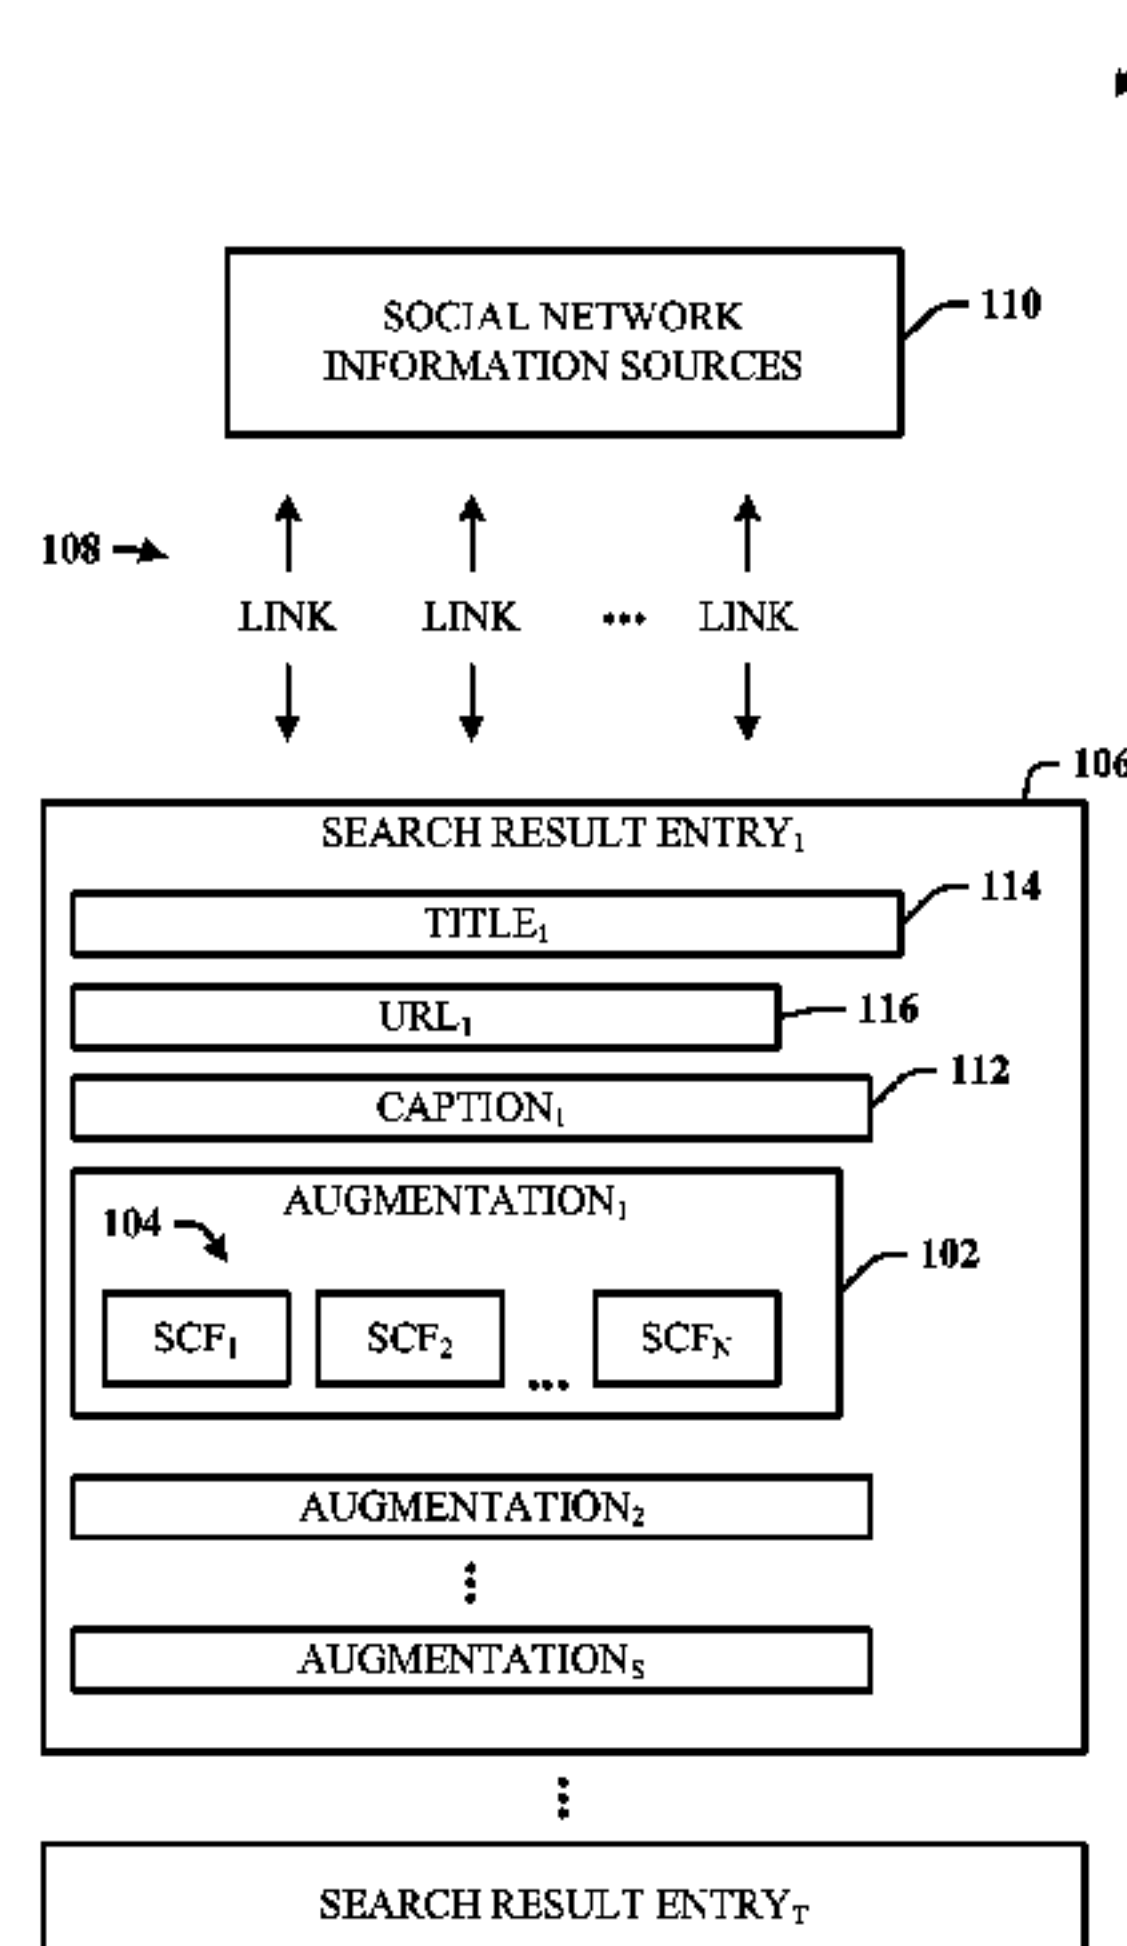 SOCIAL NETWORK
INFORMATION SOURCES
110
108
LINK LINK ... LINK
106
SEARCH RESULT ENTRY1
TITLE1
114
URL1
116
CAPTION1
112
AUGMENTATION1
104
102
SCF1 SCF2 ... SCFN
AUGMENTATION2
AUGMENTATIONS
SEARCH RESULT ENTRYT